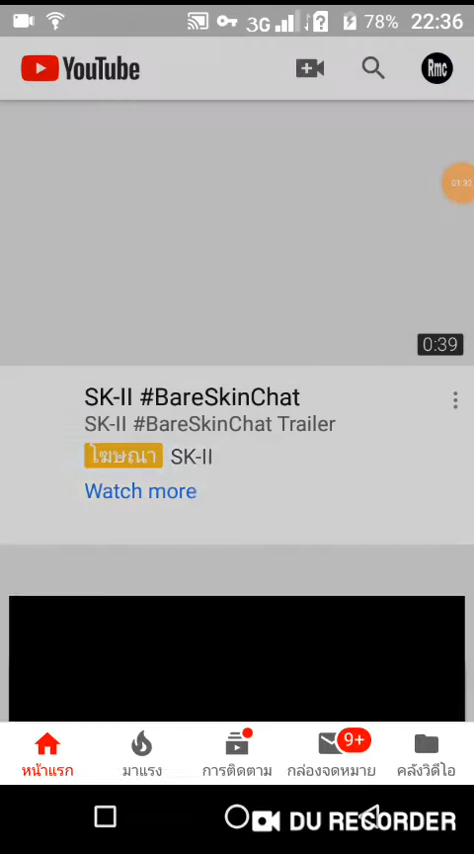 3G ? 78% 22:36
YouTube Rmc
01:32
0:39
SK-II #BareSkinChat
SK-II #BareSkinChat Trailer
โฆษณา SK-II
Watch more
9+
หน้าแรก มาแรง การติดตาม กล่องจดหมาย คลังวิดีโอ
DU RECORDER